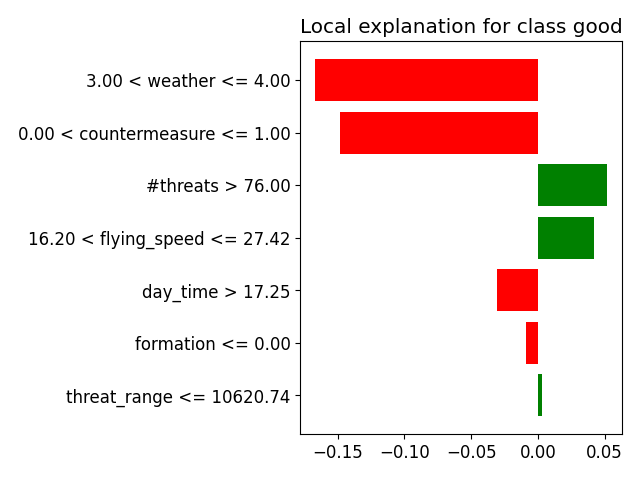 Local explanation for class good
3.00 < weather <= 4.00
0.00 < countermeasure <= 1.00
#threats > 76.00
16.20 < flying_speed <= 27.42
day_time > 17.25
formation <= 0.00
threat_range <= 10620.74
−0.15 −0.10 −0.05 0.00 0.05